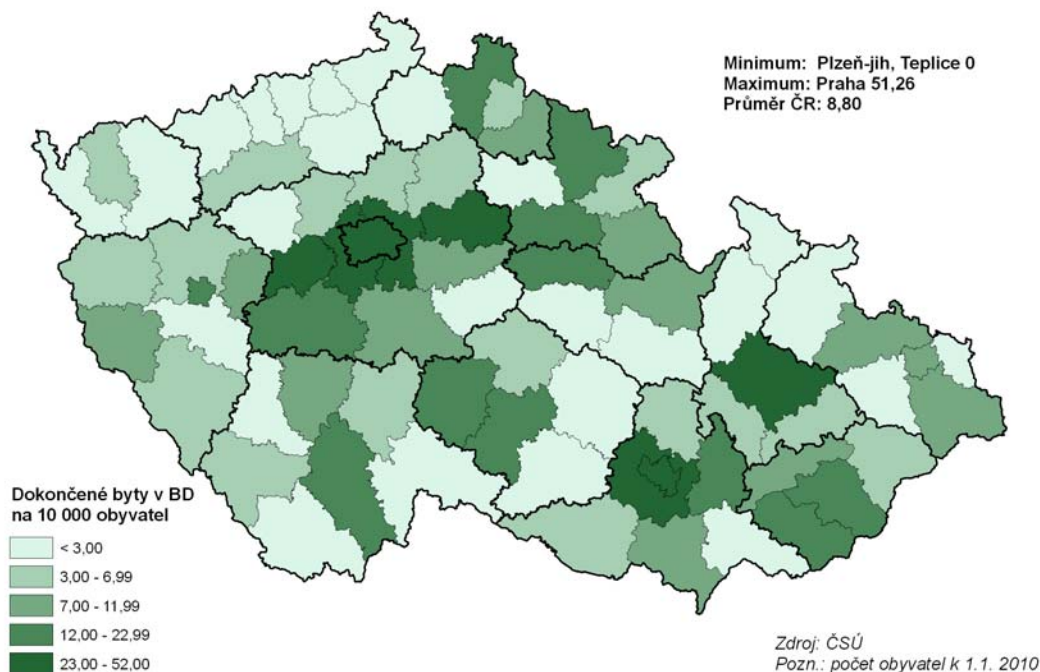 Minimum: Plzeň-jih, Teplice 0
Maximum: Praha 51,26
Průměr ČR: 8,80
Dokončené byty v BD
na 10 000 obyvatel
< 3,00
3,00 - 6,99
7,00 - 11,99
12,00 - 22,99
23,00 - 52,00
Zdroj: ČSÚ
Pozn.: počet obyvatel k 1.1. 2010